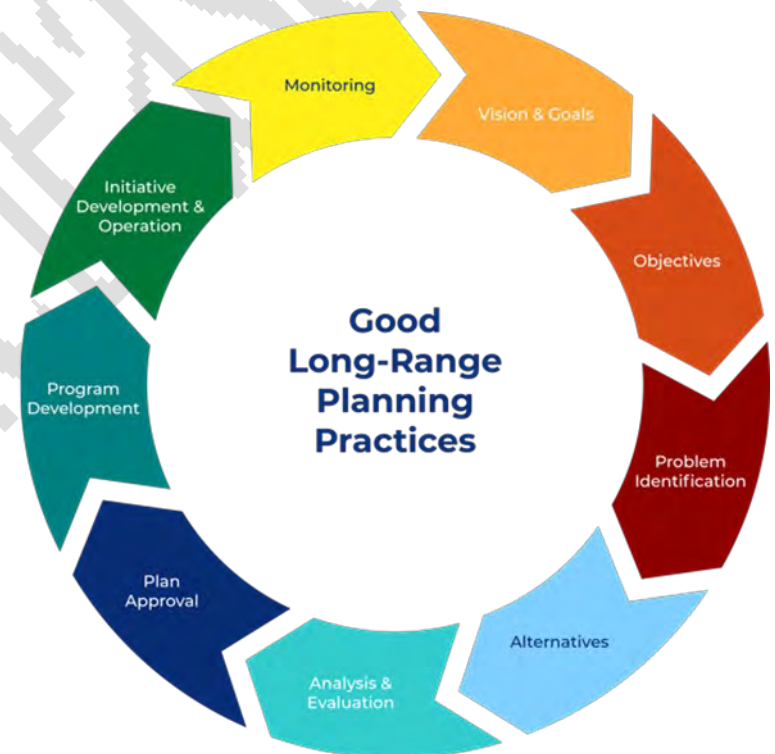 Good
Long-Range
Planning
Practices
Vision & Goals
Objectives
Problem
Identification
Alternatives
Analysis &
Evaluation
Plan
Approval
Program
Development
Initiative
Development &
Operation
Monitoring